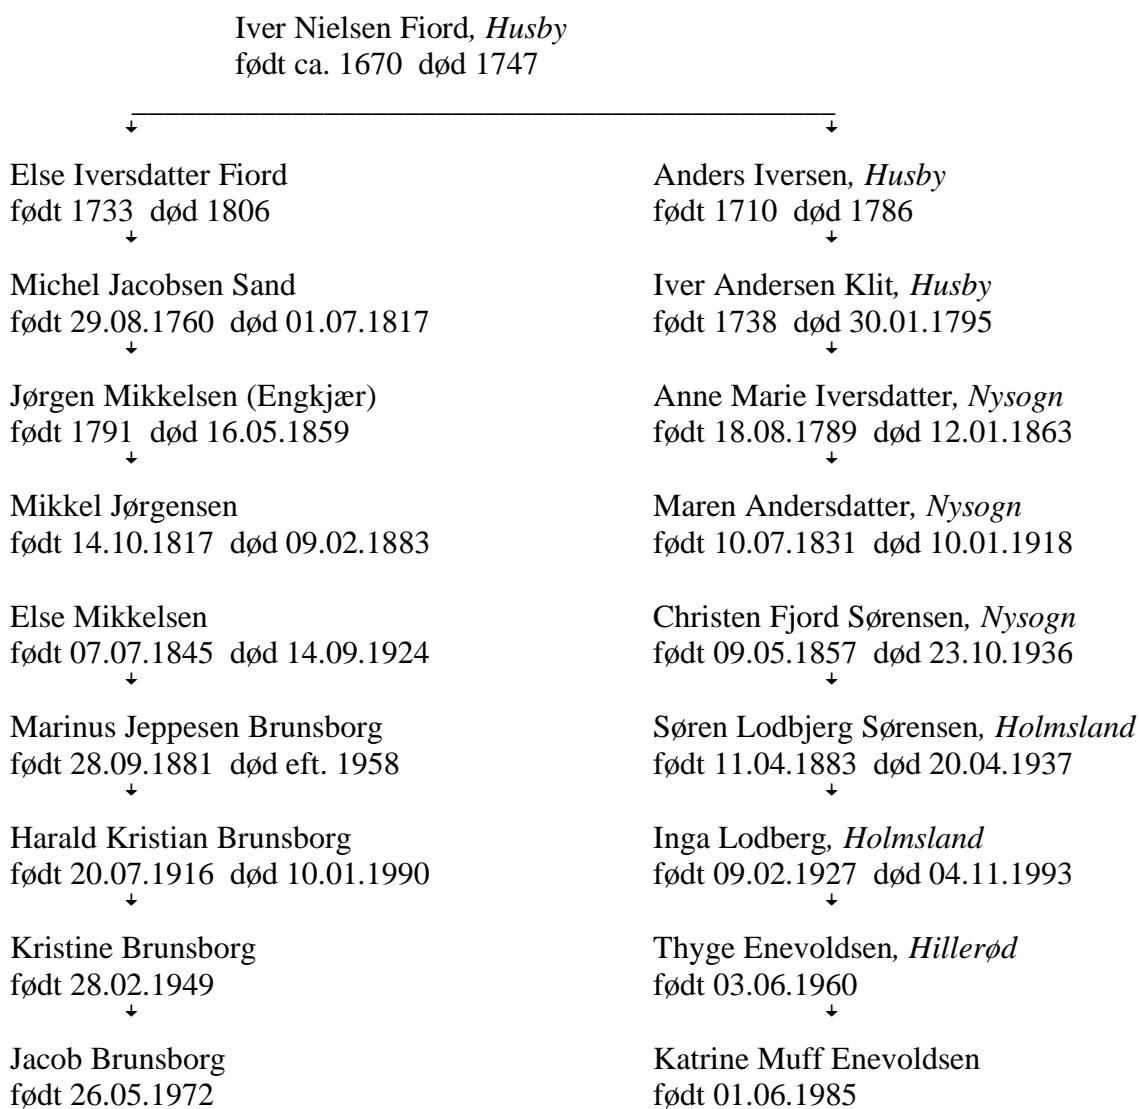 Iver Nielsen Fiord, Husby
født ca. 1670 død 1747
Else Iversdatter Fiord
født 1733 død 1806
Anders Iversen, Husby
født 1710 død 1786
Michel Jacobsen Sand
født 29.08.1760 død 01.07.1817
Iver Andersen Klit, Husby
født 1738 død 30.01.1795
Jørgen Mikkelsen (Engkjær)
født 1791 død 16.05.1859
Anne Marie Iversdatter, Nysogn
født 18.08.1789 død 12.01.1863
Mikkel Jørgensen
født 14.10.1817 død 09.02.1883
Maren Andersdatter, Nysogn
født 10.07.1831 død 10.01.1918
Else Mikkelsen
født 07.07.1845 død 14.09.1924
Christen Fjord Sørensen, Nysogn
født 09.05.1857 død 23.10.1936
Marinus Jeppesen Brunsborg
født 28.09.1881 død eft. 1958
Søren Lodbjerg Sørensen, Holmsland
født 11.04.1883 død 20.04.1937
Harald Kristian Brunsborg
født 20.07.1916 død 10.01.1990
Inga Lodberg, Holmsland
født 09.02.1927 død 04.11.1993
Kristine Brunsborg
født 28.02.1949
Thyge Enevoldsen, Hillerød
født 03.06.1960
Jacob Brunsborg
født 26.05.1972
Katrine Muff Enevoldsen
født 01.06.1985